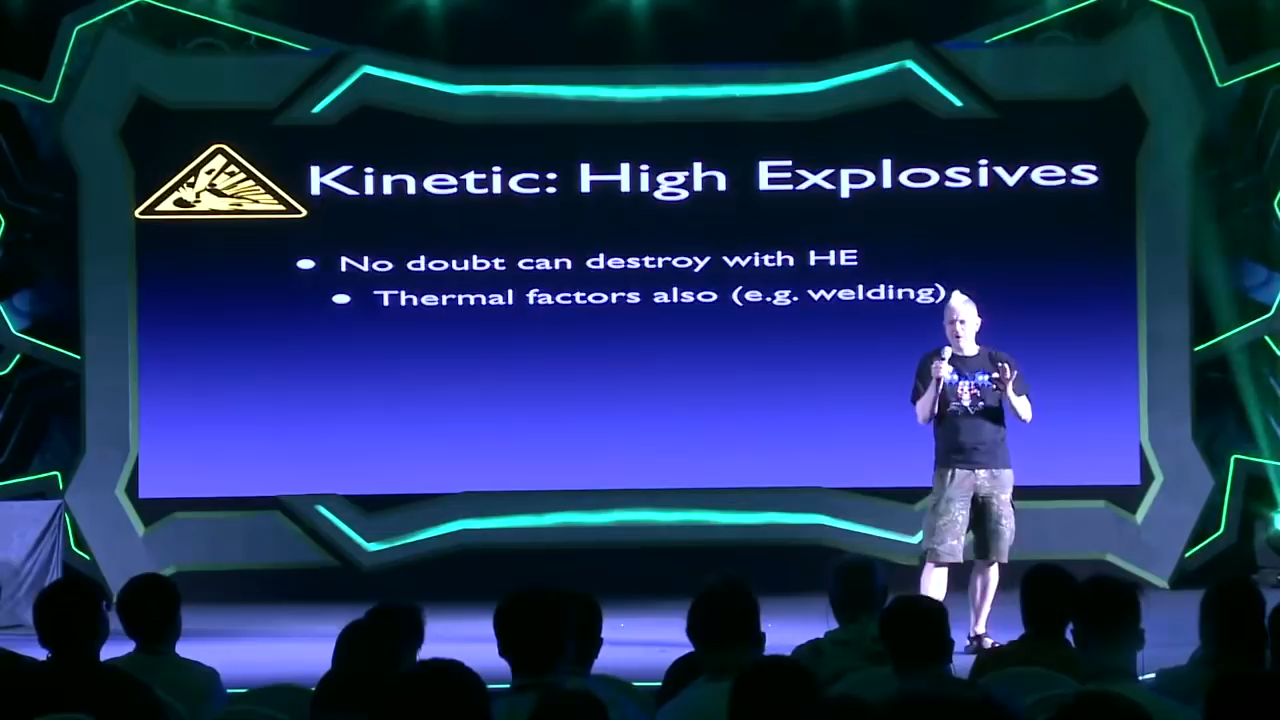 Kinetic: High Explosives
No doubt can destroy with HE
Thermal factors also (e.g. welding)